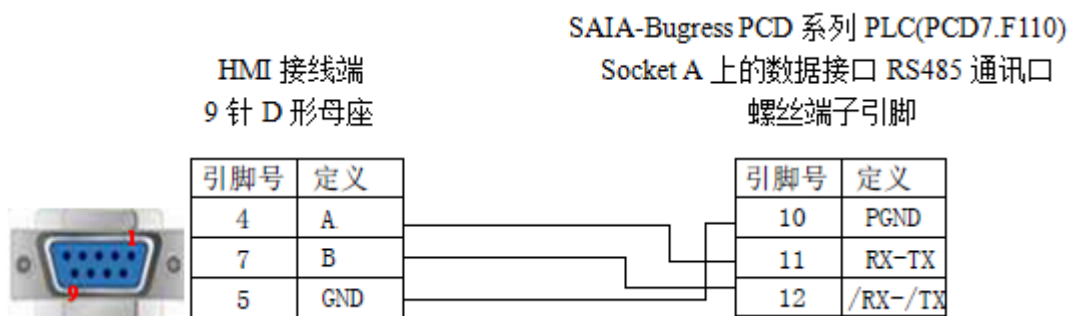 SAIA-Bugress PCD 系列 PLC(PCD7.F110)
HMI 接线端
Socket A 上的数据接口 RS485 通讯口
9 针 D 形母座
螺丝端子引脚
引脚号 定义
引脚号 定义
4 A
10 PGND
7 B
11 RX-TX
5 GND
12 /RX-/TX
1
9